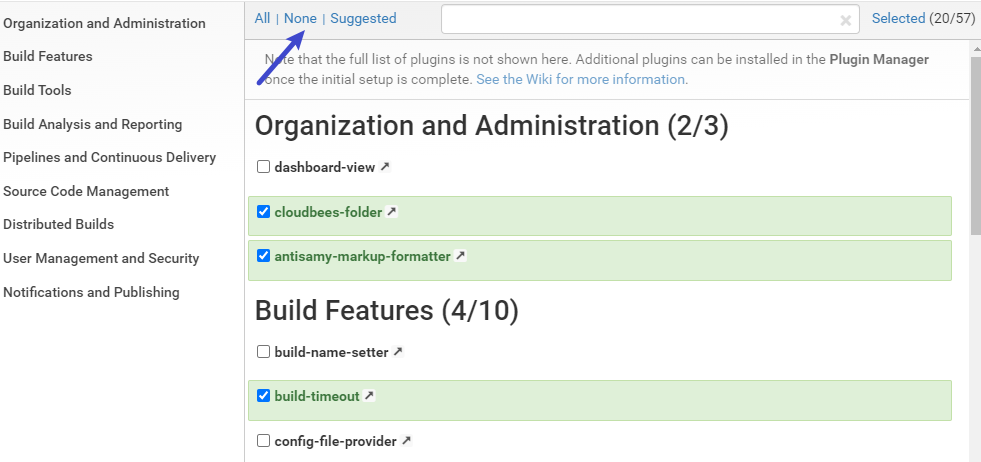 Organization and Administration
Build Features
Build Tools
Build Analysis and Reporting
Pipelines and Continuous Delivery
Source Code Management
Distributed Builds
User Management and Security
Notifications and Publishing
All | None | Suggested
Selected (20/57)
Note that the full list of plugins is not shown here. Additional plugins can be installed in the Plugin Manager
once the initial setup is complete. See the Wiki for more information.
Organization and Administration (2/3)
dashboard-view
cloudbees-folder
antisamy-markup-formatter
Build Features (4/10)
build-name-setter
build-timeout
config-file-provider